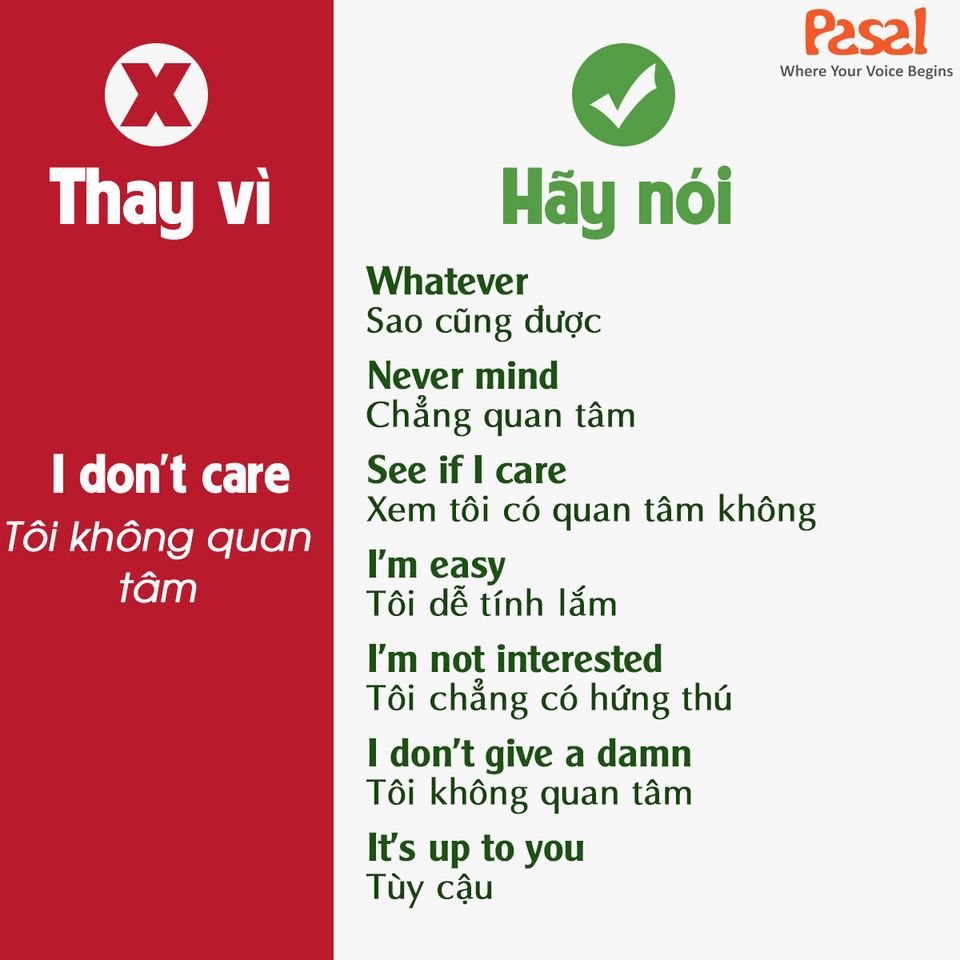 Pasal
Where Your Voice Begins
X
Thay vì
I don't care
Tôi không quan
tâm
Hãy nói
Whatever
Sao cũng được
Never mind
Chẳng quan tâm
See if I care
Xem tôi có quan tâm không
I'm easy
Tôi dễ tính lắm
I'm not interested
Tôi chẳng có hứng thú
I don't give a damn
Tôi không quan tâm
It's up to you
Tùy cậu